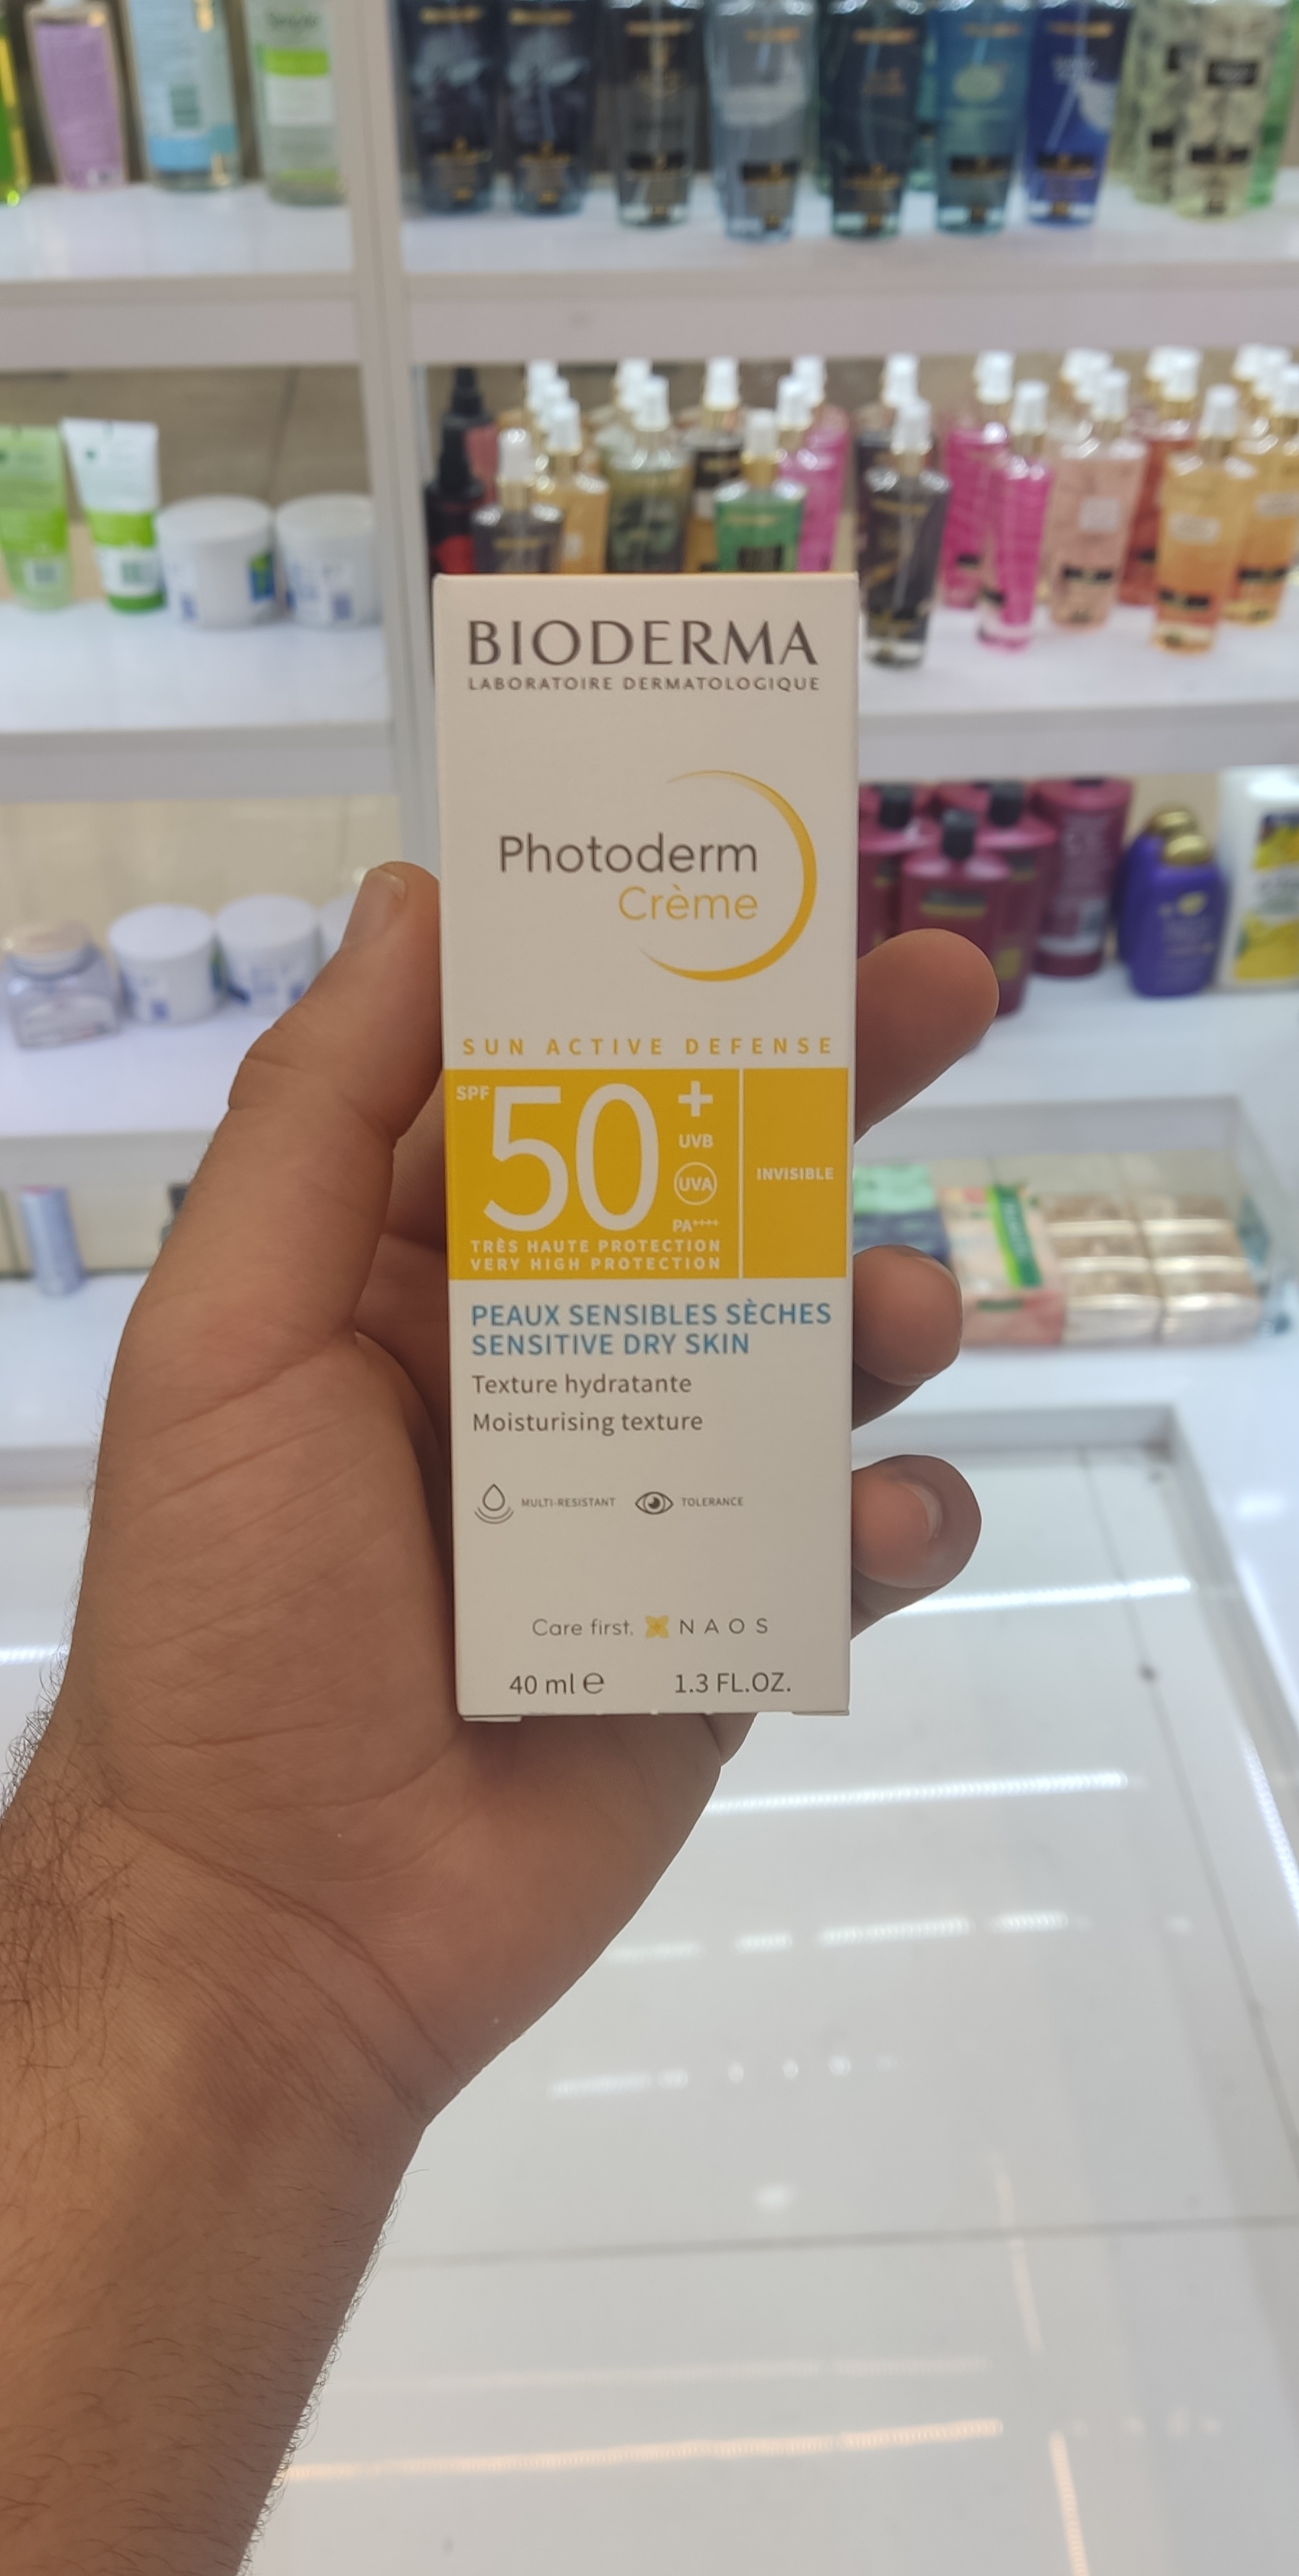 BIODERMA
LABORATOIRE DERMATOLOGIQUE
Photoderm
Crème
SUN ACTIVE DEFENSE
SPF 50+
UVB
UVA
PA++++
INVISIBLE
TRÈS HAUTE PROTECTION
VERY HIGH PROTECTION
PEAUX SENSIBLES SÈCHES
SENSITIVE DRY SKIN
Texture hydratante
Moisturising texture
MULTI-RESISTANT TOLERANCE
Care first. NAOS
40 ml ℮ 1.3 FL.OZ.